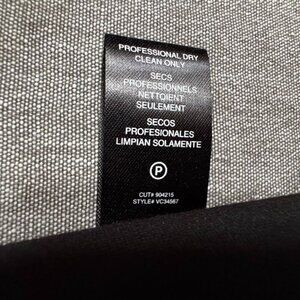 PROFESSIONAL DRY
CLEAN ONLY
SECS
PROFESSIONNELS
NETTOIENT
SEULEMENT
SECOS
PROFESIONALES
LIMPIAN SOLAMENTE
P
CUT# 904215
STYLE# VC34567